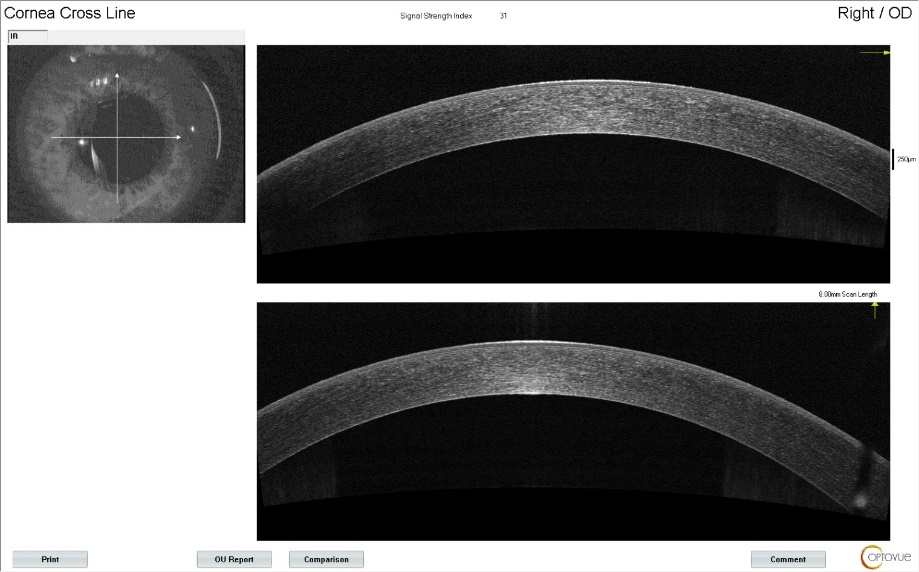 Cornea Cross Line
Signal Strength Index 31
Right / OD
IR
250µm
8.00mm Scan Length
Print
OU Report
Comparison
Comment
OPTOVUE